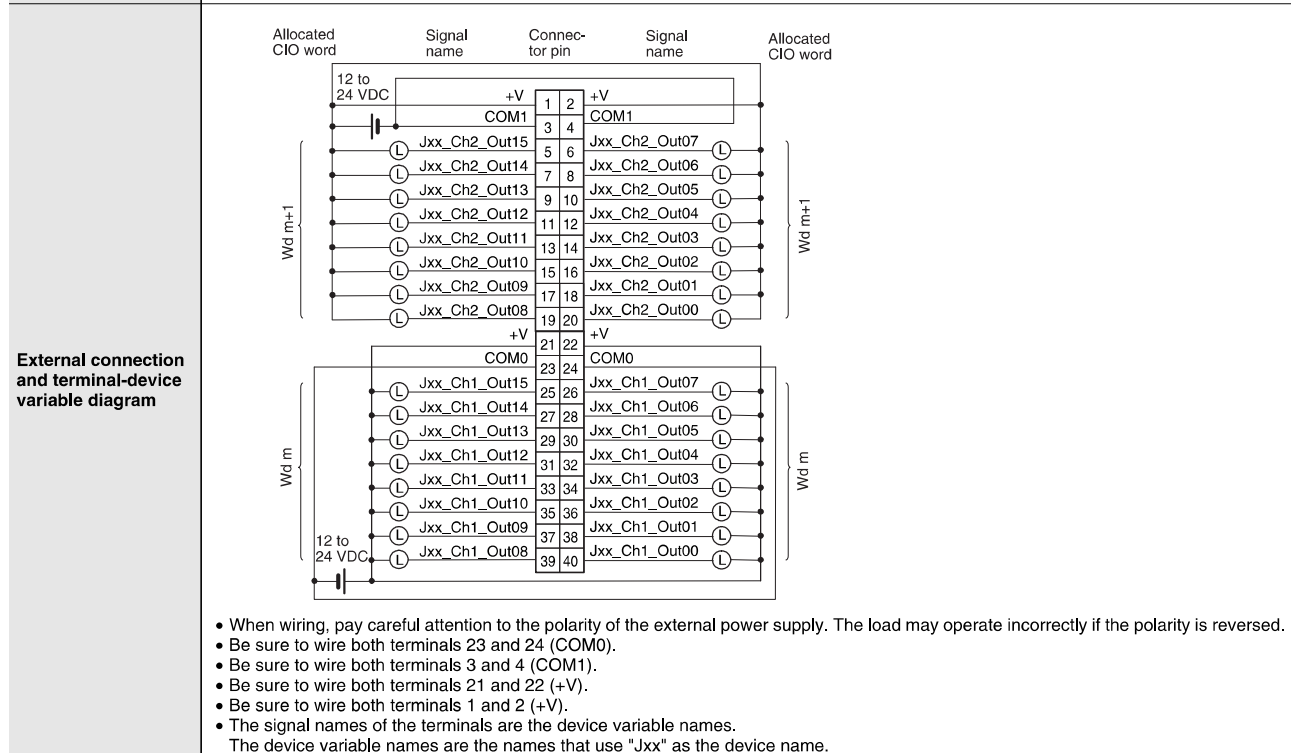 Allocated CIO word Signal name Connec-tor pin Signal name Allocated CIO word
12 to
24 VDC
+V 1 2 +V
COM1 3 4 COM1
Jxx_Ch2_Out15 5 6 Jxx_Ch2_Out07
L L
Jxx_Ch2_Out14 7 8 Jxx_Ch2_Out06
L L
Jxx_Ch2_Out13 9 10 Jxx_Ch2_Out05
L L
Jxx_Ch2_Out12 11 12 Jxx_Ch2_Out04
L L
Wd m+1 Wd m+1
Jxx_Ch2_Out11 13 14 Jxx_Ch2_Out03
L L
Jxx_Ch2_Out10 15 16 Jxx_Ch2_Out02
L L
Jxx_Ch2_Out09 17 18 Jxx_Ch2_Out01
L L
Jxx_Ch2_Out08 19 20 Jxx_Ch2_Out00
L L
+V 21 22 +V
External connection
and terminal-device
variable diagram
COM0 23 24 COM0
Jxx_Ch1_Out15 25 26 Jxx_Ch1_Out07
L L
Jxx_Ch1_Out14 27 28 Jxx_Ch1_Out06
L L
Jxx_Ch1_Out13 29 30 Jxx_Ch1_Out05
L L
Jxx_Ch1_Out12 31 32 Jxx_Ch1_Out04
L L
Wd m Wd m
Jxx_Ch1_Out11 33 34 Jxx_Ch1_Out03
L L
Jxx_Ch1_Out10 35 36 Jxx_Ch1_Out02
L L
Jxx_Ch1_Out09 37 38 Jxx_Ch1_Out01
L L
12 to
24 VDC
Jxx_Ch1_Out08 39 40 Jxx_Ch1_Out00
L L
• When wiring, pay careful attention to the polarity of the external power supply. The load may operate incorrectly if the polarity is reversed.
• Be sure to wire both terminals 23 and 24 (COM0).
• Be sure to wire both terminals 3 and 4 (COM1).
• Be sure to wire both terminals 21 and 22 (+V).
• Be sure to wire both terminals 1 and 2 (+V).
• The signal names of the terminals are the device variable names.
The device variable names are the names that use "Jxx" as the device name.